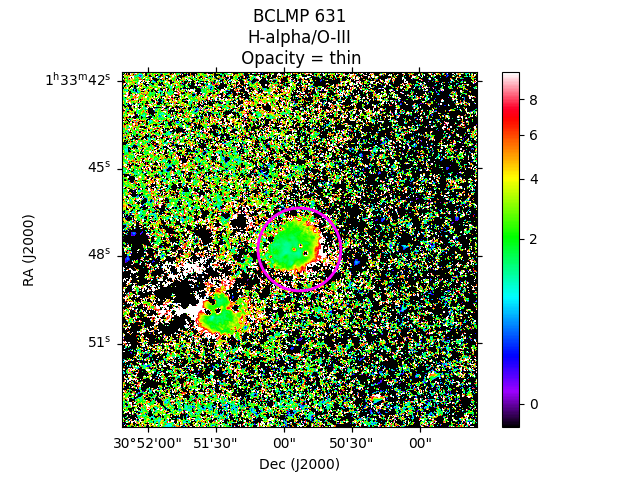 BCLMP 631
H-alpha/O-III
Opacity = thin
1ʰ33ᵐ42ˢ
45ˢ
48ˢ
51ˢ
RA (J2000)
30°52'00" 51'30" 00" 50'30" 00"
Dec (J2000)
8
6
4
2
0